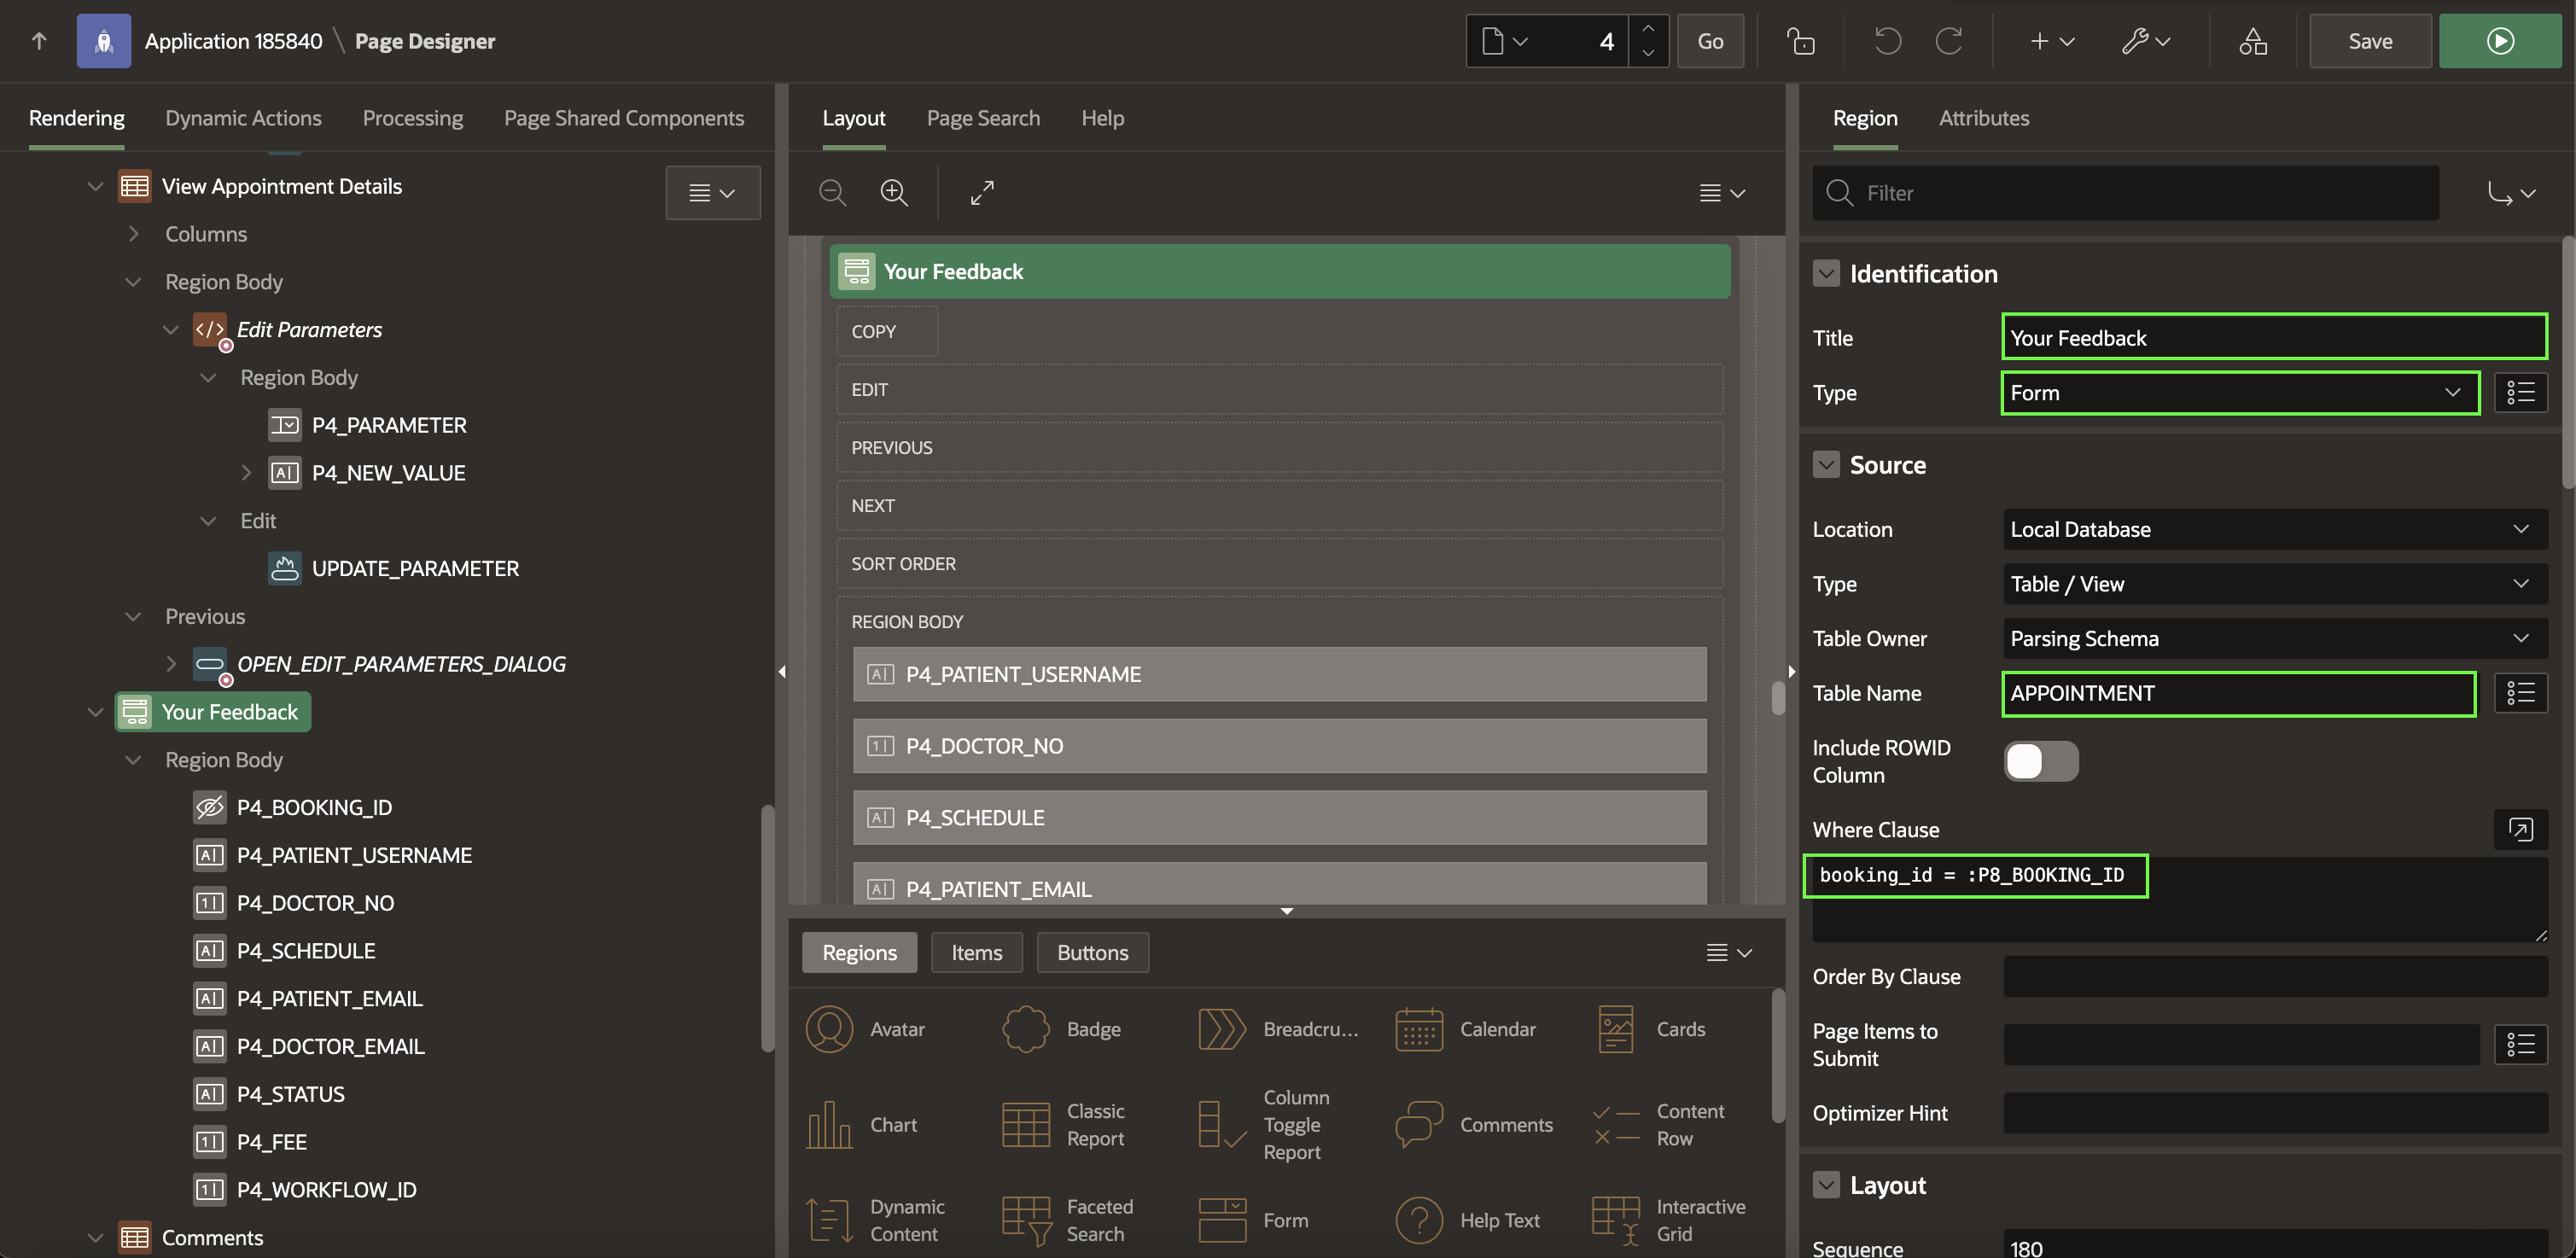 Application 185840 \ Page Designer
4
Go
Save
Rendering
Dynamic Actions
Processing
Page Shared Components
View Appointment Details
Columns
Region Body
Edit Parameters
Region Body
P4_PARAMETER
P4_NEW_VALUE
Edit
UPDATE_PARAMETER
Previous
OPEN_EDIT_PARAMETERS_DIALOG
Your Feedback
Region Body
P4_BOOKING_ID
P4_PATIENT_USERNAME
P4_DOCTOR_NO
P4_SCHEDULE
P4_PATIENT_EMAIL
P4_DOCTOR_EMAIL
P4_STATUS
P4_FEE
P4_WORKFLOW_ID
Comments
Layout
Page Search
Help
Your Feedback
COPY
EDIT
PREVIOUS
NEXT
SORT ORDER
REGION BODY
P4_PATIENT_USERNAME
P4_DOCTOR_NO
P4_SCHEDULE
P4_PATIENT_EMAIL
Regions
Items
Buttons
Avatar
Badge
Breadcru...
Calendar
Cards
Chart
Classic
Report
Column
Toggle
Report
Comments
Content
Row
Dynamic
Content
Faceted
Search
Form
Help Text
Interactive
Grid
Region
Attributes
Filter
Identification
Title
Your Feedback
Type
Form
Source
Location
Local Database
Type
Table / View
Table Owner
Parsing Schema
Table Name
APPOINTMENT
Include ROWID
Column
Where Clause
booking_id = :P8_BOOKING_ID
Order By Clause
Page Items to
Submit
Optimizer Hint
Layout
Sequence
180